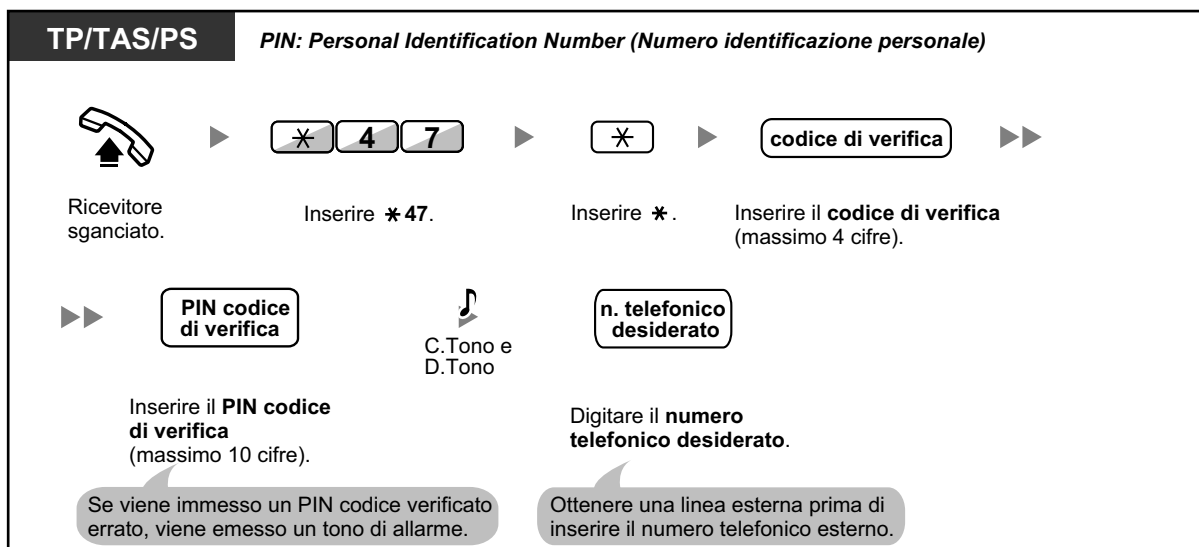 TP/TAS/PS
PIN: Personal Identification Number (Numero identificazione personale)
* 4 7
*
codice di verifica
Ricevitore
sganciato.
Inserire * 47.
Inserire * .
Inserire il codice di verifica
(massimo 4 cifre).
PIN codice
di verifica
C.Tono e
D.Tono
n. telefonico
desiderato
Inserire il PIN codice
di verifica
(massimo 10 cifre).
Digitare il numero
telefonico desiderato.
Se viene immesso un PIN codice verificato
errato, viene emesso un tono di allarme.
Ottenere una linea esterna prima di
inserire il numero telefonico esterno.